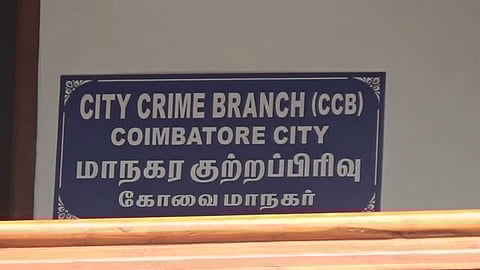 CITY CRIME BRANCH (CCB)
COIMBATORE CITY
மாநகர குற்றப்பிரிவு
கோவை மாநகர்